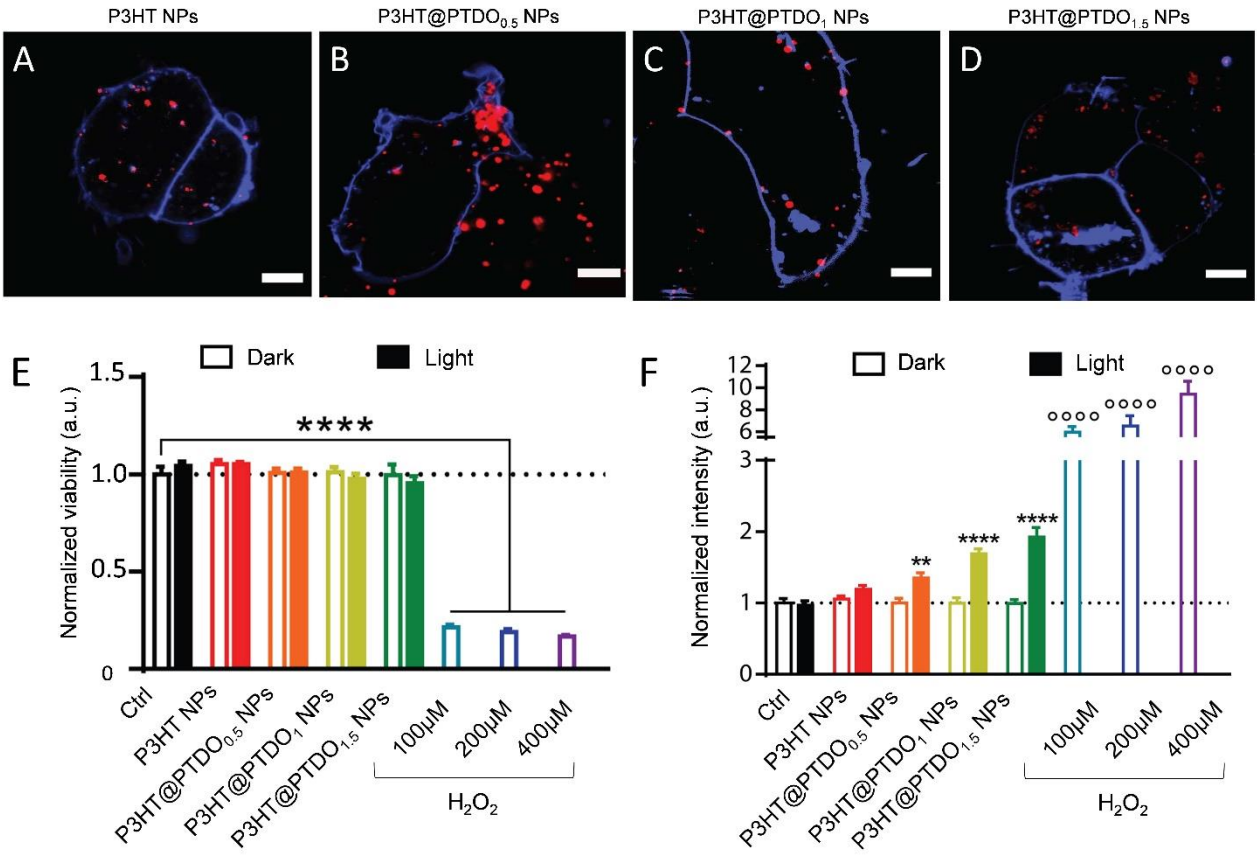 P3HT NPs
P3HT@PTDO0.5 NPs
P3HT@PTDO1 NPs
P3HT@PTDO1.5 NPs
A
B
C
D
E
Dark
Light
Normalized viability (a.u.)
1.5
1.0
0.5
0
****
Ctrl
P3HT NPs
P3HT@PTDO0.5 NPs
P3HT@PTDO1 NPs
P3HT@PTDO1.5 NPs
100μM
200μM
400μM
H2O2
F
Dark
Light
Normalized intensity (a.u.)
12
10
8
6
3
2
1
0
**
****
****
°°°°
°°°°
°°°°
Ctrl
P3HT NPs
P3HT@PTDO0.5 NPs
P3HT@PTDO1 NPs
P3HT@PTDO1.5 NPs
100μM
200μM
400μM
H2O2